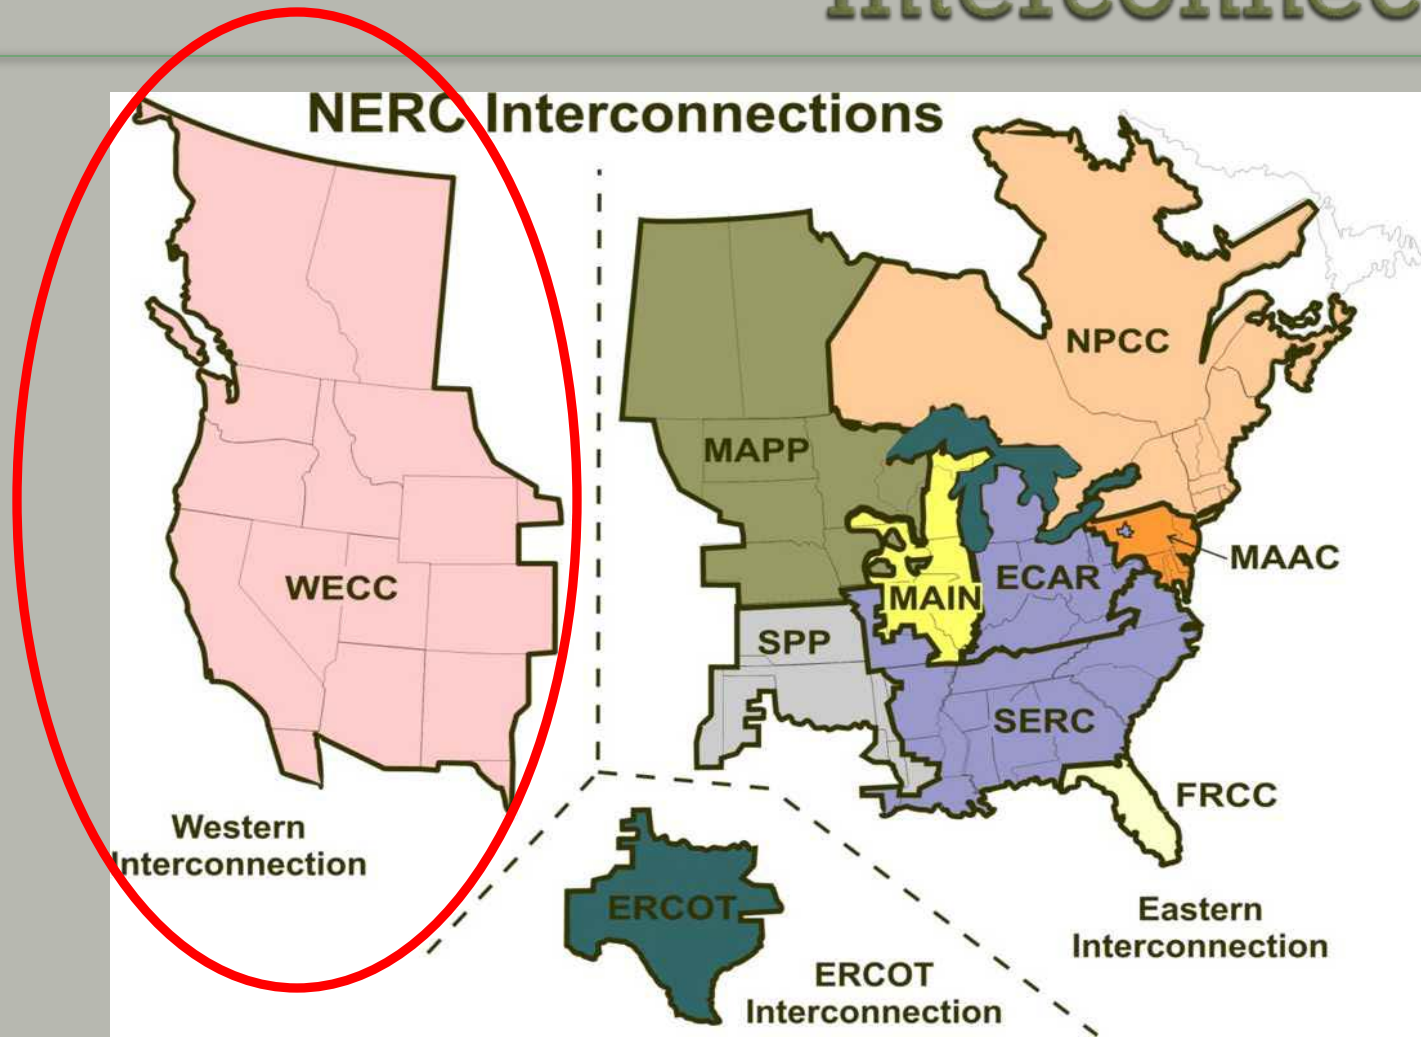 NERC Interconnections
NPCC
MAPP
MAAC
ECAR
WECC
MAIN
SPP
SERC
FRCC
Western
Interconnection
ERCOT
Eastern
Interconnection
ERCOT
Interconnection